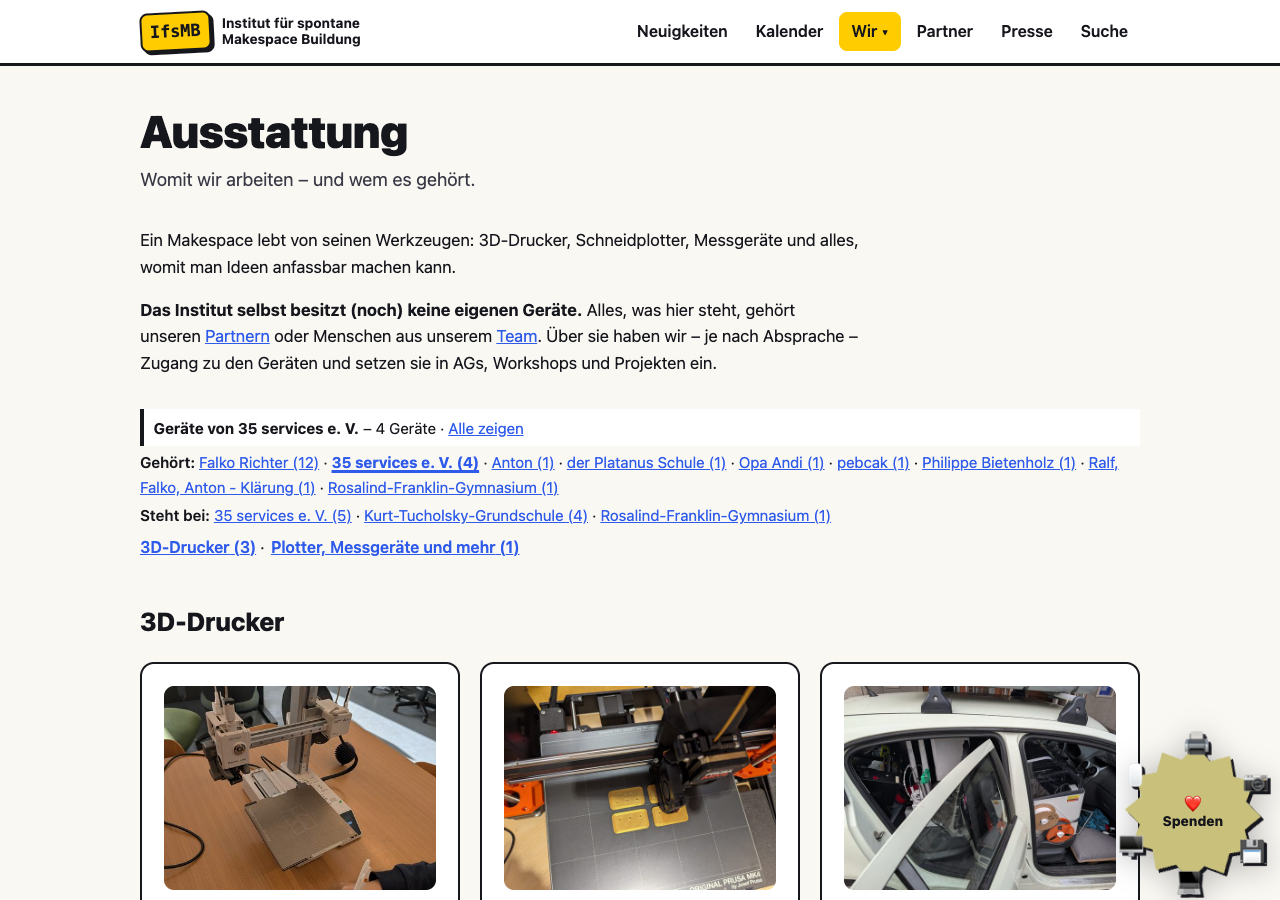 IfsMB
Institut für spontane
Makespace Buildung
Neuigkeiten
Kalender
Wir ▾
Partner
Presse
Suche
Ausstattung
Womit wir arbeiten – und wem es gehört.
Ein Makespace lebt von seinen Werkzeugen: 3D-Drucker, Schneidplotter, Messgeräte und alles,
womit man Ideen anfassbar machen kann.
Das Institut selbst besitzt (noch) keine eigenen Geräte. Alles, was hier steht, gehört
unseren Partnern oder Menschen aus unserem Team. Über sie haben wir – je nach Absprache –
Zugang zu den Geräten und setzen sie in AGs, Workshops und Projekten ein.
Geräte von 35 services e. V. – 4 Geräte · Alle zeigen
Gehört: Falko Richter (12) · 35 services e. V. (4) · Anton (1) · der Platanus Schule (1) · Opa Andi (1) · pebcak (1) · Philippe Bietenholz (1) · Ralf,
Falko, Anton - Klärung (1) · Rosalind-Franklin-Gymnasium (1)
Steht bei: 35 services e. V. (5) · Kurt-Tucholsky-Grundschule (4) · Rosalind-Franklin-Gymnasium (1)
3D-Drucker (3) · Plotter, Messgeräte und mehr (1)
3D-Drucker
ORIGINAL PRUSA MK4
by Josef Prusa
❤️
Spenden